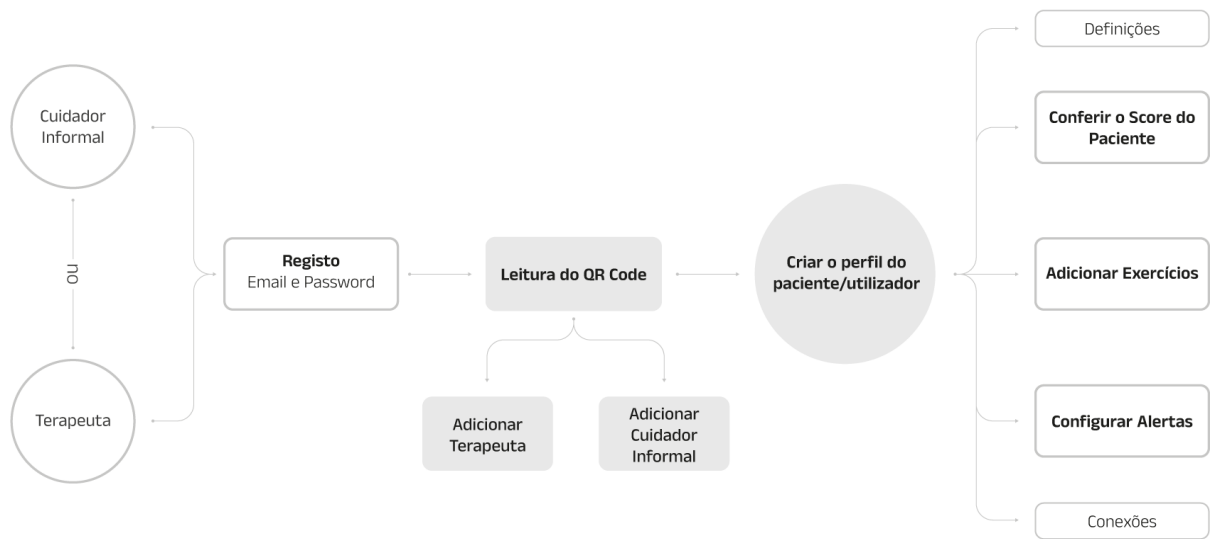 Cuidador
Informal
ou
Terapeuta
Registo
Email e Password
Leitura do QR Code
Adicionar
Terapeuta
Adicionar
Cuidador
Informal
Criar o perfil do
paciente/utilizador
Definições
Conferir o Score do
Paciente
Adicionar Exercícios
Configurar Alertas
Conexões